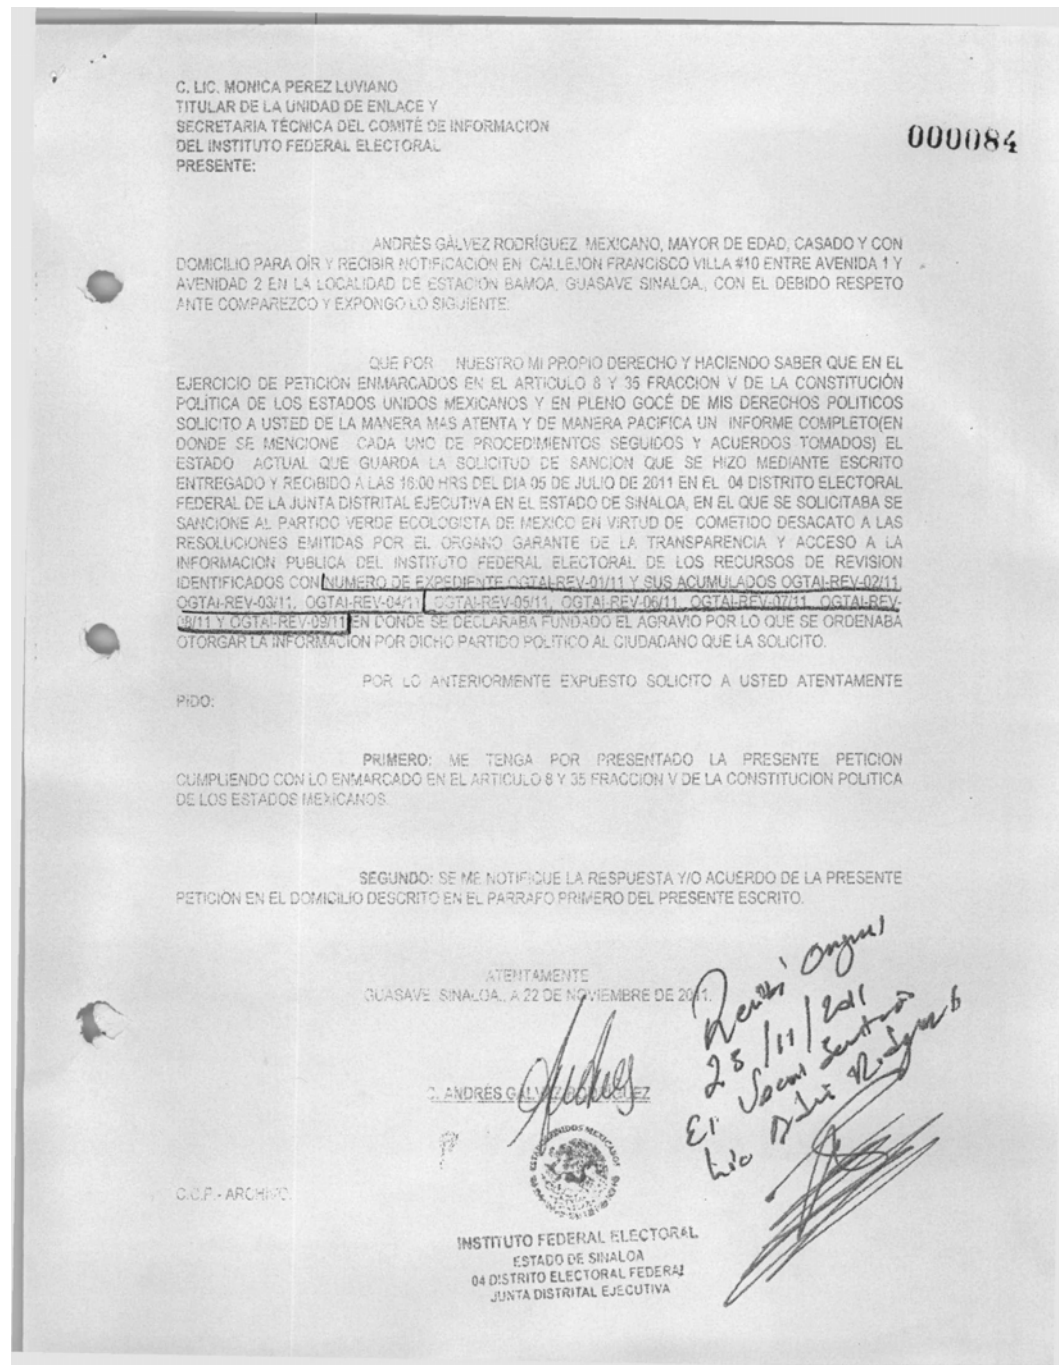 C. LIC. MONICA PEREZ LUVIANO
TITULAR DE LA UNIDAD DE ENLACE Y
SECRETARIA TÉCNICA DEL COMITÉ DE INFORMACION
DEL INSTITUTO FEDERAL ELECTORAL
PRESENTE:
000084
ANDRÉS GÁLVEZ RODRÍGUEZ MEXICANO, MAYOR DE EDAD, CASADO Y CON
DOMICILIO PARA OÍR Y RECIBIR NOTIFICACIÓN EN CALLEJON FRANCISCO VILLA #10 ENTRE AVENIDA 1 Y
AVENIDAD 2 EN LA LOCALIDAD DE ESTACION BAMOA, GUASAVE SINALOA., CON EL DEBIDO RESPETO
ANTE COMPAREZCO Y EXPONGO LO SIGUIENTE.
QUE POR NUESTRO MI PROPIO DERECHO Y HACIENDO SABER QUE EN EL
EJERCICIO DE PETICION ENMARCADOS EN EL ARTICULO 8 Y 35 FRACCION V DE LA CONSTITUCIÓN
POLÍTICA DE LOS ESTADOS UNIDOS MEXICANOS Y EN PLENO GOCÉ DE MIS DERECHOS POLITICOS
SOLICITO A USTED DE LA MANERA MAS ATENTA Y DE MANERA PACIFICA UN INFORME COMPLETO(EN
DONDE SE MENCIONE CADA UNO DE PROCEDIMIENTOS SEGUIDOS Y ACUERDOS TOMADOS) EL
ESTADO ACTUAL QUE GUARDA LA SOLICITUD DE SANCION QUE SE HIZO MEDIANTE ESCRITO
ENTREGADO Y RECIBIDO A LAS 16:00 HRS DEL DIA 05 DE JULIO DE 2011 EN EL 04 DISTRITO ELECTORAL
FEDERAL DE LA JUNTA DISTRITAL EJECUTIVA EN EL ESTADO DE SINALOA, EN EL QUE SE SOLICITABA SE
SANCIONE AL PARTIDO VERDE ECOLOGISTA DE MEXICO EN VIRTUD DE COMETIDO DESACATO A LAS
RESOLUCIONES EMITIDAS POR EL ORGANO GARANTE DE LA TRANSPARENCIA Y ACCESO A LA
INFORMACION PUBLICA DEL INSTITUTO FEDERAL ELECTORAL DE LOS RECURSOS DE REVISION
IDENTIFICADOS CON NUMERO DE EXPEDIENTE OGTAI-REV-01/11 Y SUS ACUMULADOS OGTAI-REV-02/11,
OGTAI-REV-03/11, OGTAI-REV-04/11, OGTAI-REV-05/11, OGTAI-REV-06/11, OGTAI-REV-07/11, OGTAI-REV-
08/11 Y OGTAI-REV-09/11 EN DONDE SE DECLARABA FUNDADO EL AGRAVIO POR LO QUE SE ORDENABA
OTORGAR LA INFORMACION POR DICHO PARTIDO POLITICO AL CIUDADANO QUE LA SOLICITO.
POR LO ANTERIORMENTE EXPUESTO SOLICITO A USTED ATENTAMENTE
PIDO:
PRIMERO: ME TENGA POR PRESENTADO LA PRESENTE PETICION
CUMPLIENDO CON LO ENMARCADO EN EL ARTICULO 8 Y 35 FRACCION V DE LA CONSTITUCION POLITICA
DE LOS ESTADOS MEXICANOS.
SEGUNDO: SE ME NOTIFIQUE LA RESPUESTA Y/O ACUERDO DE LA PRESENTE
PETICIÓN EN EL DOMICILIO DESCRITO EN EL PARRAFO PRIMERO DEL PRESENTE ESCRITO.
ATENTAMENTE
GUASAVE, SINALOA., A 22 DE NOVIEMBRE DE 2011.
C. ANDRÉS GÁLVEZ RODRÍGUEZ
Recibí Original
25/11/2011
El Vocal Secretario
Lic
C.C.P.- ARCHIVO.
ESTADOS UNIDOS MEXICANOS
INSTITUTO FEDERAL ELECTORAL
ESTADO DE SINALOA
04 DISTRITO ELECTORAL FEDERAL
JUNTA DISTRITAL EJECUTIVA